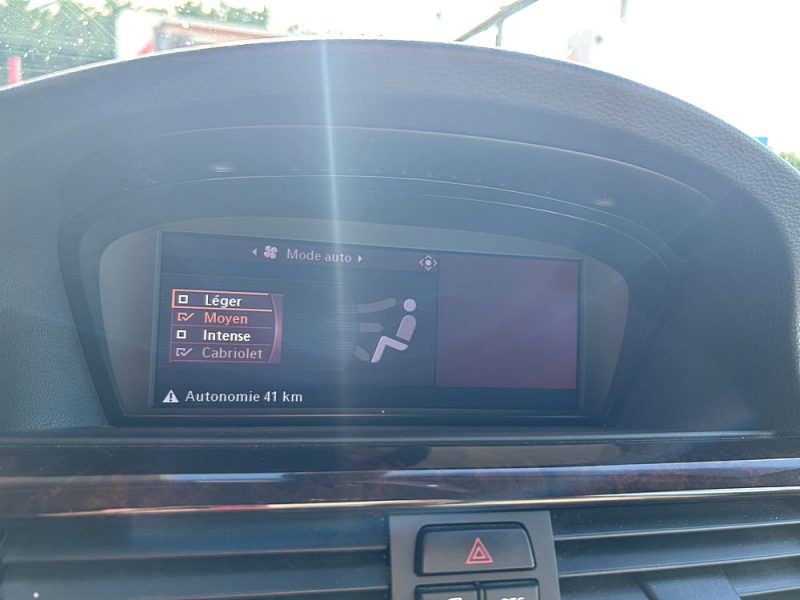 Mode auto
Léger
Moyen
Intense
Cabriolet
Autonomie 41 km